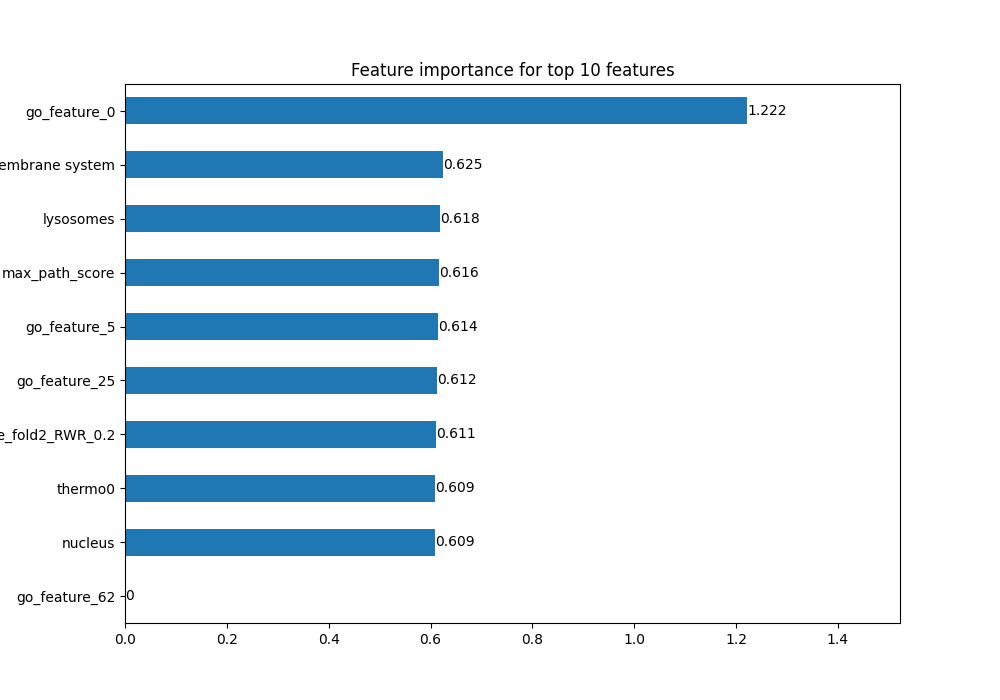 Feature importance for top 10 features
go_feature_0 1.222
embrane system 0.625
lysosomes 0.618
max_path_score 0.616
go_feature_5 0.614
go_feature_25 0.612
e_fold2_RWR_0.2 0.611
thermo0 0.609
nucleus 0.609
go_feature_62 0
0.0 0.2 0.4 0.6 0.8 1.0 1.2 1.4